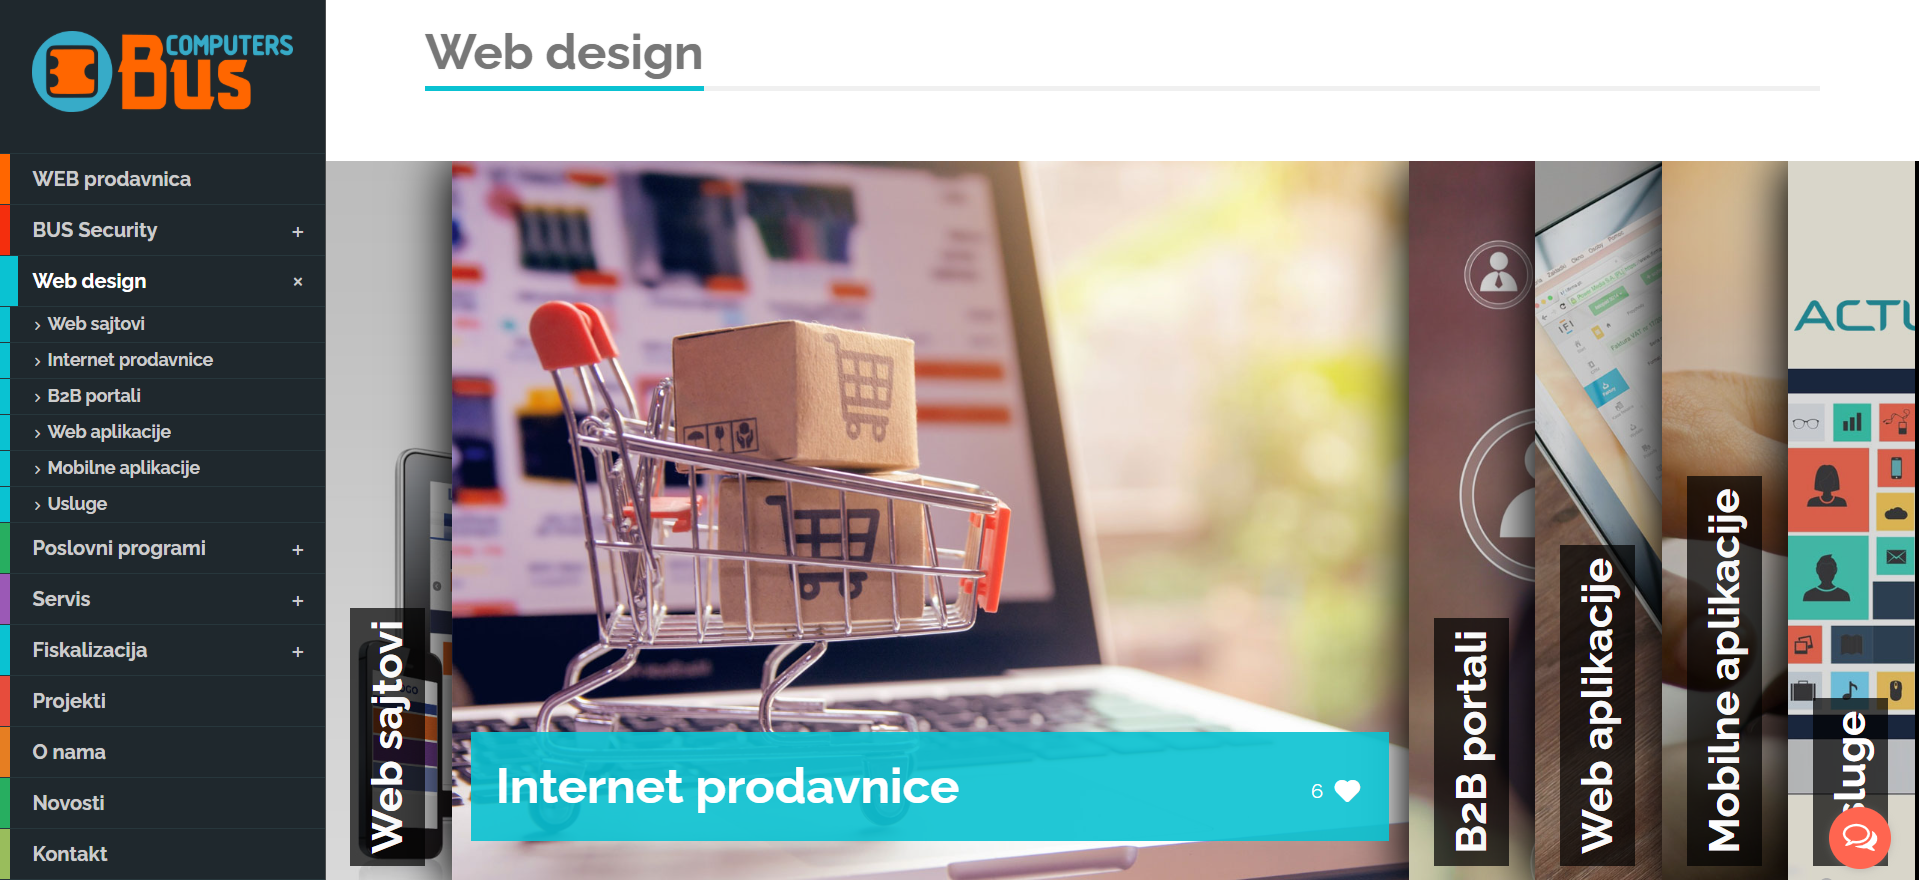 COMPUTERS
Bus
WEB prodavnica
BUS Security
Web design
Web sajtovi
Internet prodavnice
B2B portali
Web aplikacije
Mobilne aplikacije
Usluge
Poslovni programi
Servis
Fiskalizacija
Projekti
O nama
Novosti
Kontakt
Web design
Web sajtovi
Internet prodavnice
6
B2B portali
Web aplikacije
Mobilne aplikacije
sluge
ACTU